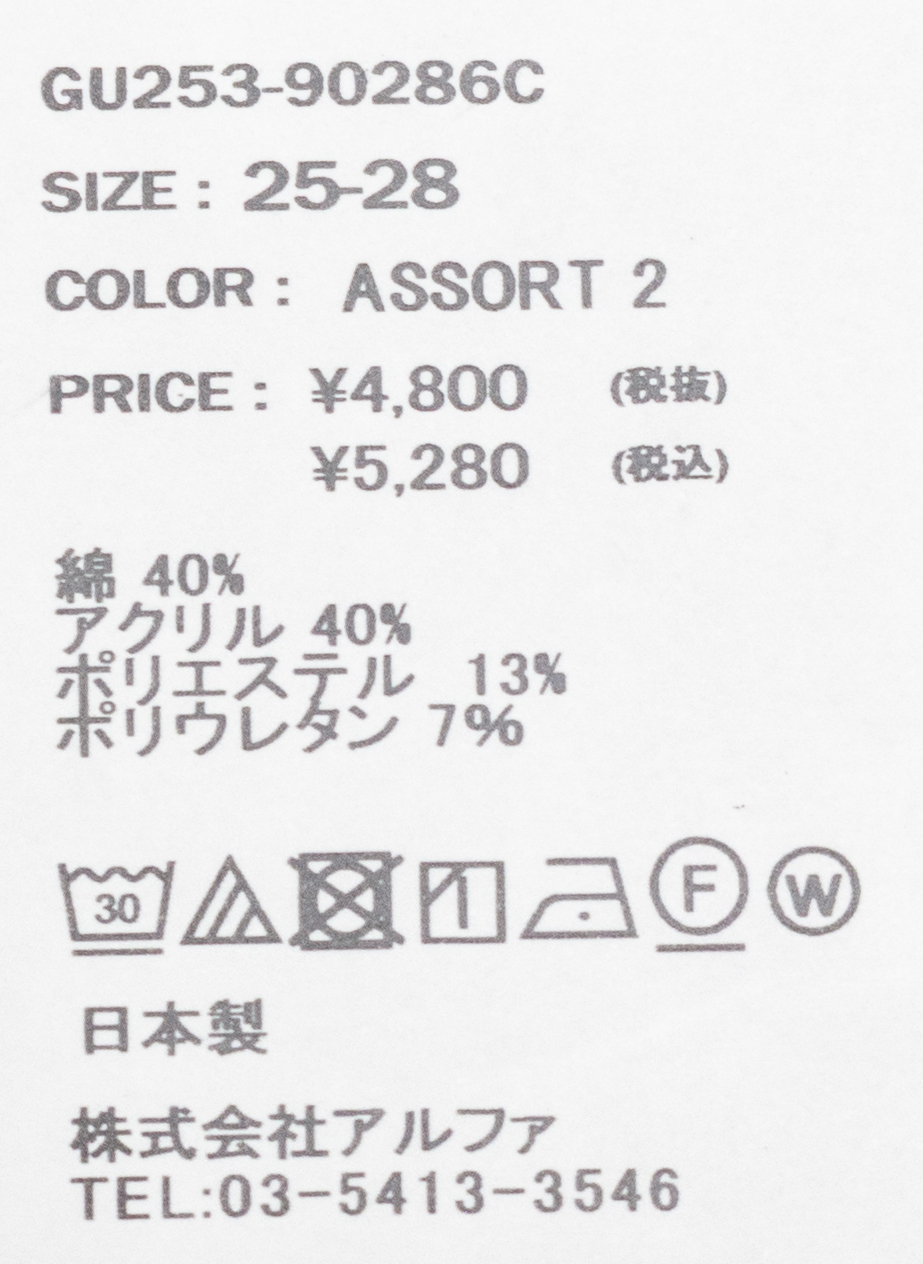 GU253-90286C
SIZE : 25-28
COLOR : ASSORT 2
PRICE : ¥4,800 (税抜)
¥5,280 (税込)
綿 40%
アクリル 40%
ポリエステル 13%
ポリウレタン 7%
30 F W
日本製
株式会社アルファ
TEL:03-5413-3546